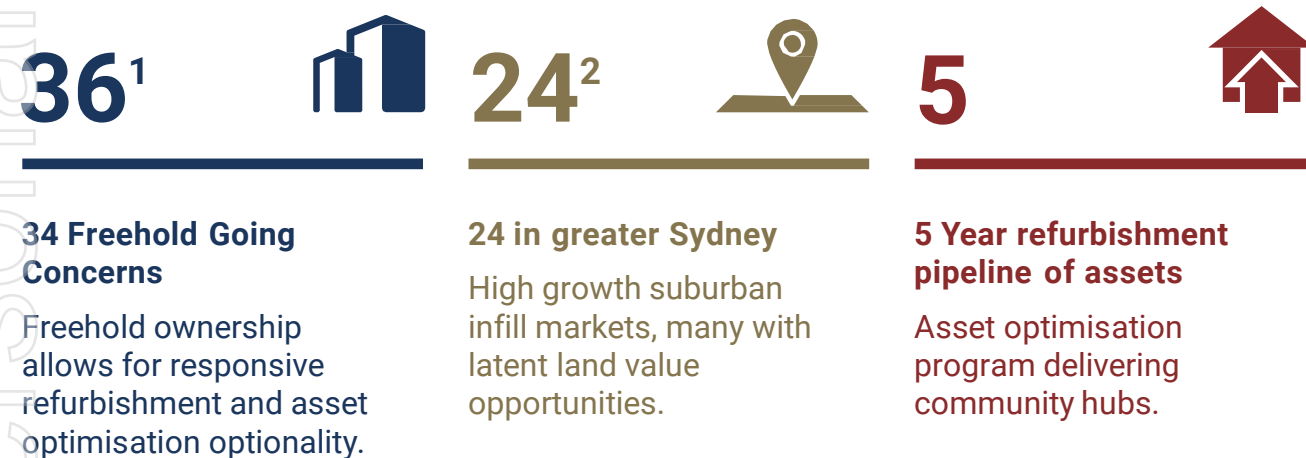 36¹
34 Freehold Going
Concerns
Freehold ownership
allows for responsive
refurbishment and asset
optimisation optionality.
24²
24 in greater Sydney
High growth suburban
infill markets, many with
latent land value
opportunities.
5
5 Year refurbishment
pipeline of assets
Asset optimisation
program delivering
community hubs.